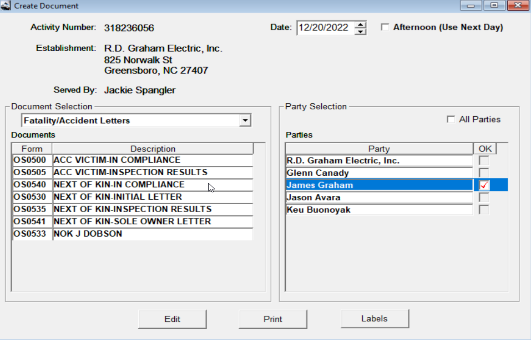 Create Document
Activity Number: 318236056
Date: 12/20/2022
Afternoon (Use Next Day)
Establishment: R.D. Graham Electric, Inc.
825 Norwalk St
Greensboro, NC 27407
Served By: Jackie Spangler
Document Selection
Fatality/Accident Letters
Documents
Form Description
OS0500 ACC VICTIM-IN COMPLIANCE
OS0505 ACC VICTIM-INSPECTION RESULTS
OS0540 NEXT OF KIN-IN COMPLIANCE
OS0530 NEXT OF KIN-INITIAL LETTER
OS0535 NEXT OF KIN-INSPECTION RESULTS
OS0541 NEXT OF KIN-SOLE OWNER LETTER
OS0533 NOK J DOBSON
Party Selection
All Parties
Parties
Party OK
R.D. Graham Electric, Inc.
Glenn Canady
James Graham
Jason Avara
Keu Buonoyak
Edit
Print
Labels